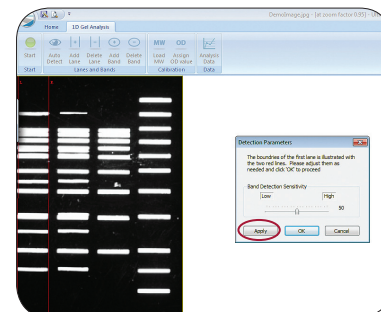 DemoImage.jpg - [at zoom factor 0.95] - Un
Home 1D Gel Analysis
Start Auto Detect Add Lane Delete Lane Add Band Delete Band Load MW Assign OD value Analysis Data
MW OD
Start Lanes and Bands Calibration Data
Detection Parameters
The boundries of the first lane is illustrated with
the two red lines. Please adjust them as
needed and click 'OK' to proceed
Band Detection Sensitivity
Low High
50
Apply OK Cancel